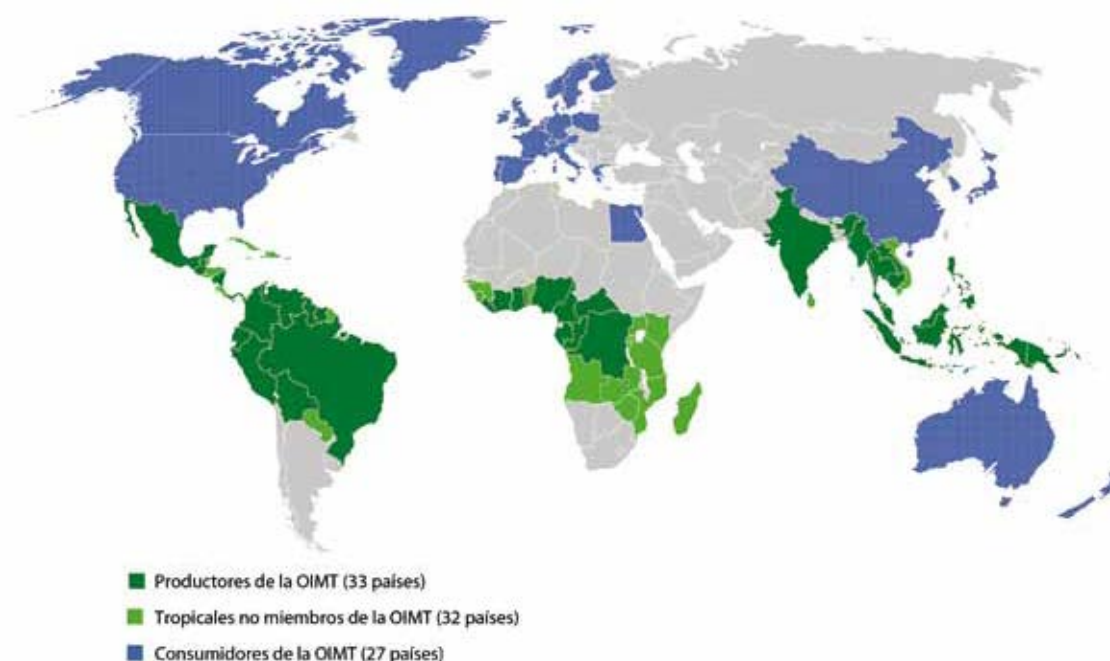 Productores de la OIMT (33 países)
Tropicales no miembros de la OIMT (32 países)
Consumidores de la OIMT (27 países)